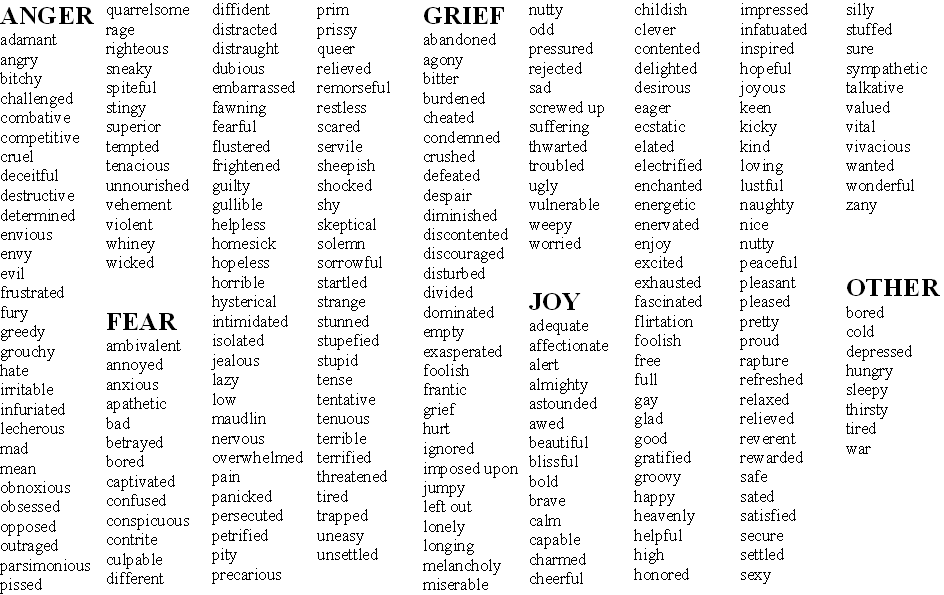 ANGER
adamant
angry
bitchy
challenged
combative
competitive
cruel
deceitful
destructive
determined
envious
envy
evil
frustrated
fury
greedy
grouchy
hate
irritable
infuriated
lecherous
mad
mean
obnoxious
obsessed
opposed
outraged
parsimonious
pissed
quarrelsome
rage
righteous
sneaky
spiteful
stingy
superior
tempted
tenacious
unnourished
vehement
violent
whiney
wicked
FEAR
ambivalent
annoyed
anxious
apathetic
bad
betrayed
bored
captivated
confused
conspicuous
contrite
culpable
different
diffident
distracted
distraught
dubious
embarrassed
fawning
fearful
flustered
frightened
guilty
gullible
helpless
homesick
hopeless
horrible
hysterical
intimidated
isolated
jealous
lazy
low
maudlin
nervous
overwhelmed
pain
panicked
persecuted
petrified
pity
precarious
prim
prissy
queer
relieved
remorseful
restless
scared
servile
sheepish
shocked
shy
skeptical
solemn
sorrowful
startled
strange
stunned
stupefied
stupid
tense
tentative
tenuous
terrible
terrified
threatened
tired
trapped
uneasy
unsettled
GRIEF
abandoned
agony
bitter
burdened
cheated
condemned
crushed
defeated
despair
diminished
discontented
discouraged
disturbed
divided
dominated
empty
exasperated
foolish
frantic
grief
hurt
ignored
imposed upon
jumpy
left out
lonely
longing
melancholy
miserable
nutty
odd
pressured
rejected
sad
screwed up
suffering
thwarted
troubled
ugly
vulnerable
weepy
worried
JOY
adequate
affectionate
alert
almighty
astounded
awed
beautiful
blissful
bold
brave
calm
capable
charmed
cheerful
childish
clever
contented
delighted
desirous
eager
ecstatic
elated
electrified
enchanted
energetic
enervated
enjoy
excited
exhausted
fascinated
flirtation
foolish
free
full
gay
glad
good
gratified
groovy
happy
heavenly
helpful
high
honored
impressed
infatuated
inspired
hopeful
joyous
keen
kicky
kind
loving
lustful
naughty
nice
nutty
peaceful
pleasant
pleased
pretty
proud
rapture
refreshed
relaxed
relieved
reverent
rewarded
safe
sated
satisfied
secure
settled
sexy
silly
stuffed
sure
sympathetic
talkative
valued
vital
vivacious
wanted
wonderful
zany
OTHER
bored
cold
depressed
hungry
sleepy
thirsty
tired
war